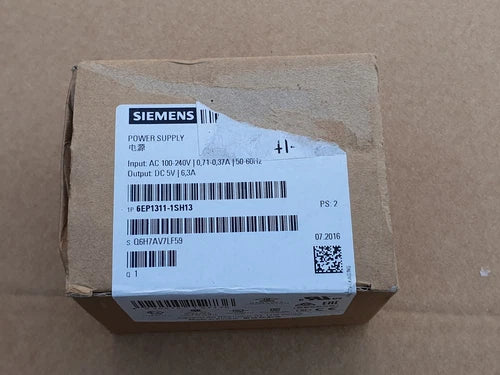 SIEMENS
POWER SUPPLY
电源
Input: AC 100-240V | 0,71-0,37A | 50-60Hz
Output: DC 5V | 6,3A
1P 6EP1311-1SH13
PS: 2
S Q6H7AV7LF59
07.2016
Q 1